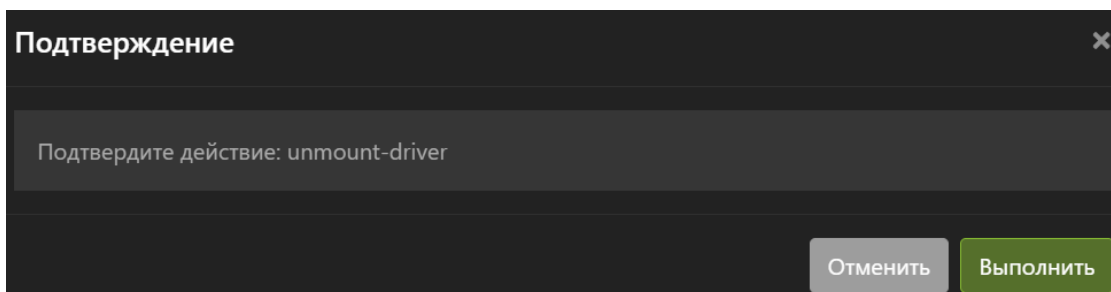 Подтверждение
Подтвердите действие: unmount-driver
Отменить
Выполнить